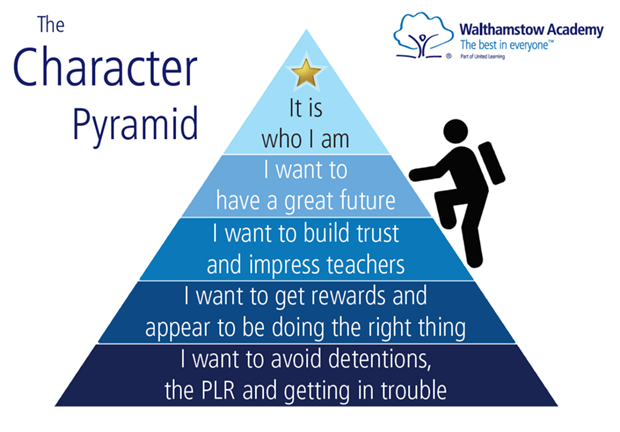 The
Character
Pyramid
Walthamstow Academy
The best in everyone™
Part of United Learning
®
It is
who I am
I want to
have a great future
I want to build trust
and impress teachers
I want to get rewards and
appear to be doing the right thing
I want to avoid detentions,
the PLR and getting in trouble